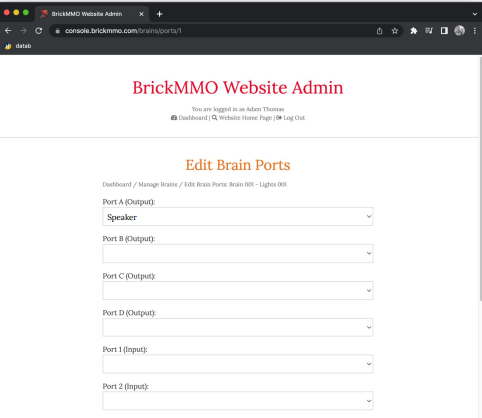 BrickMMO Website Admin
console.brickmmo.com/brains/ports/1
datab
BrickMMO Website Admin
You are logged in as Adam Thomas
Dashboard | Website Home Page | Log Out
Edit Brain Ports
Dashboard / Manage Brains / Edit Brain Ports: Brain 001 - Lights 001
Port A (Output):
Speaker
Port B (Output):
Port C (Output):
Port D (Output):
Port 1 (Input):
Port 2 (Input):